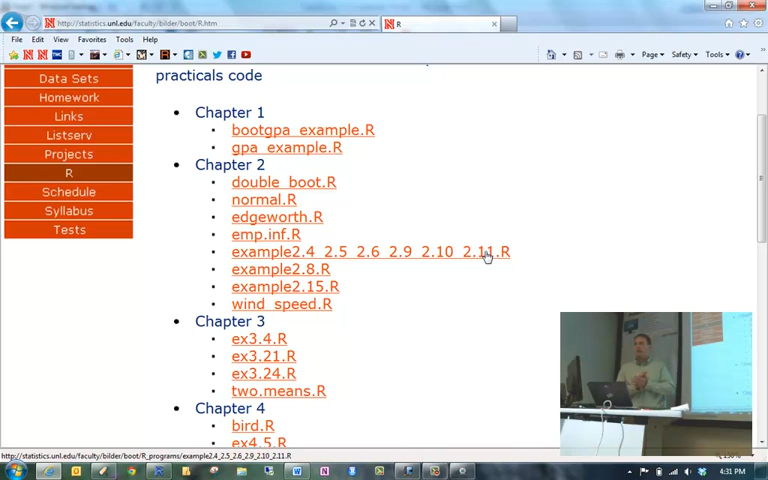 http://statistics.unl.edu/faculty/bilder/boot/R.htm
R
File Edit View Favorites Tools Help
Page Safety Tools
practicals code
Data Sets
Homework
Links
Listserv
Projects
R
Schedule
Syllabus
Tests
Chapter 1
bootgpa_example.R
gpa_example.R
Chapter 2
double_boot.R
normal.R
edgeworth.R
emp.inf.R
example2.4_2.5_2.6_2.9_2.10_2.11.R
example2.8.R
example2.15.R
wind_speed.R
Chapter 3
ex3.4.R
ex3.21.R
ex3.24.R
two.means.R
Chapter 4
bird.R
ex4.5.R
http://statistics.unl.edu/faculty/bilder/boot/R_programs/example2.4_2.5_2.6_2.9_2.10_2.11.R
4:31 PM